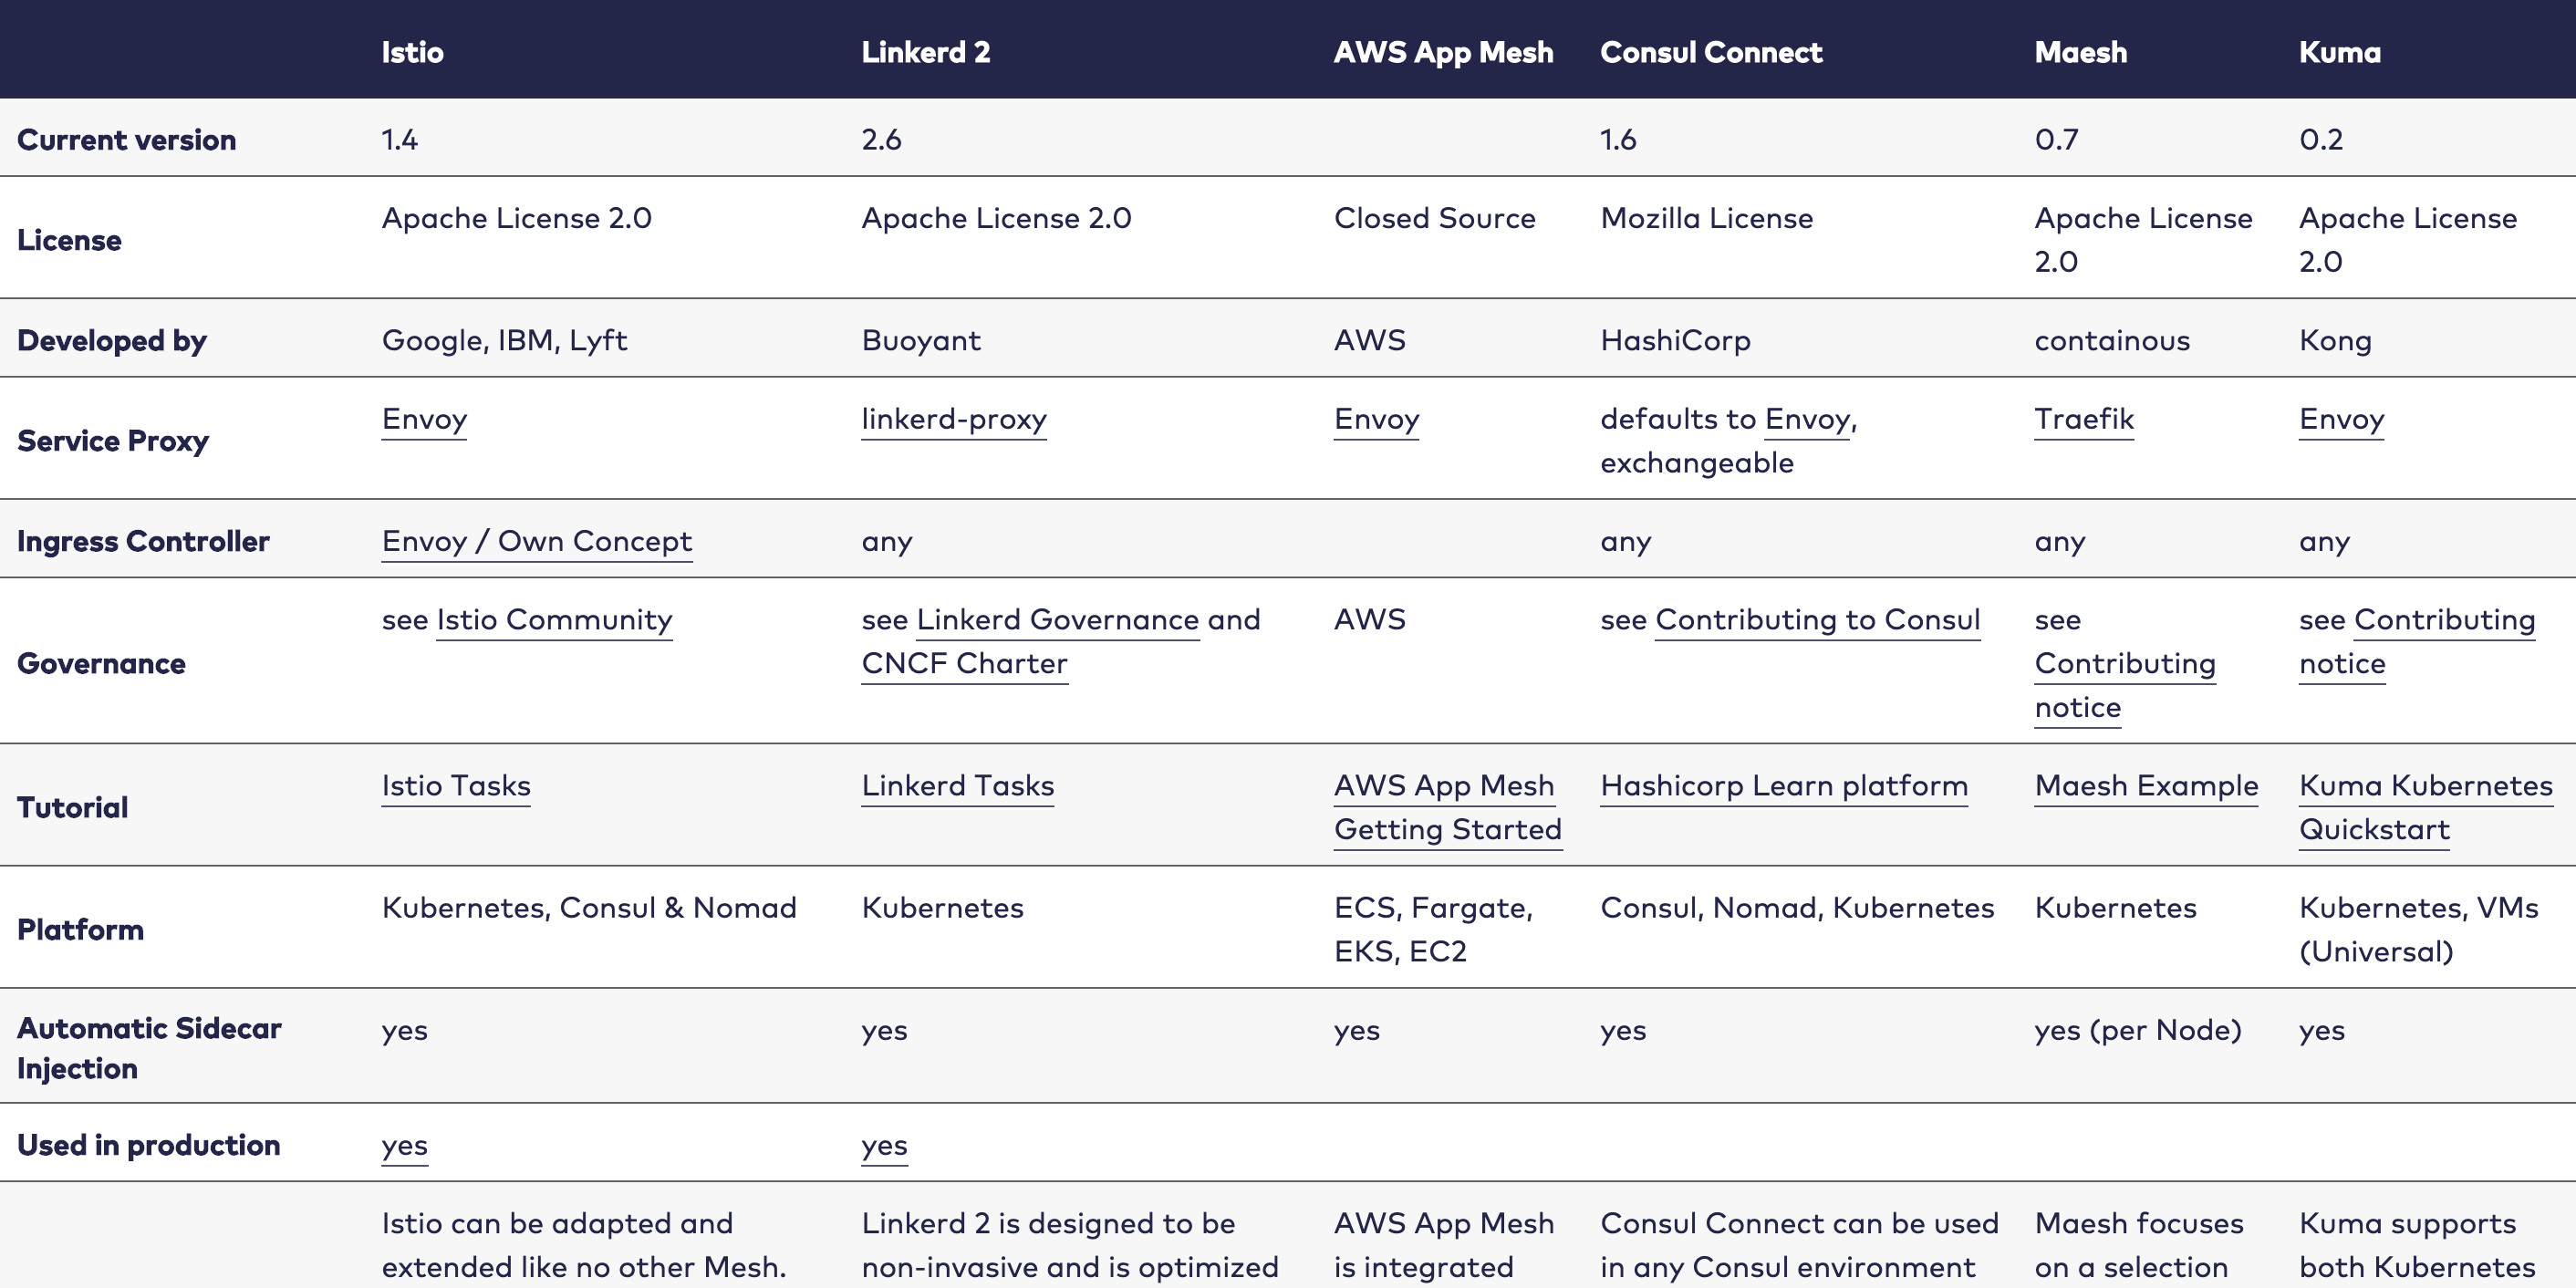 Istio Linkerd 2 AWS App Mesh Consul Connect Maesh Kuma
Current version 1.4 2.6 1.6 0.7 0.2
License Apache License 2.0 Apache License 2.0 Closed Source Mozilla License Apache License 2.0 Apache License 2.0
Developed by Google, IBM, Lyft Buoyant AWS HashiCorp containous Kong
Service Proxy Envoy linkerd-proxy Envoy defaults to Envoy, exchangeable Traefik Envoy
Ingress Controller Envoy / Own Concept any any any any
Governance see Istio Community see Linkerd Governance and CNCF Charter AWS see Contributing to Consul see Contributing notice see Contributing notice
Tutorial Istio Tasks Linkerd Tasks AWS App Mesh Getting Started Hashicorp Learn platform Maesh Example Kuma Kubernetes Quickstart
Platform Kubernetes, Consul & Nomad Kubernetes ECS, Fargate, EKS, EC2 Consul, Nomad, Kubernetes Kubernetes Kubernetes, VMs (Universal)
Automatic Sidecar Injection yes yes yes yes yes (per Node) yes
Used in production yes yes
Istio can be adapted and extended like no other Mesh. Linkerd 2 is designed to be non-invasive and is optimized AWS App Mesh is integrated Consul Connect can be used in any Consul environment Maesh focuses on a selection Kuma supports both Kubernetes